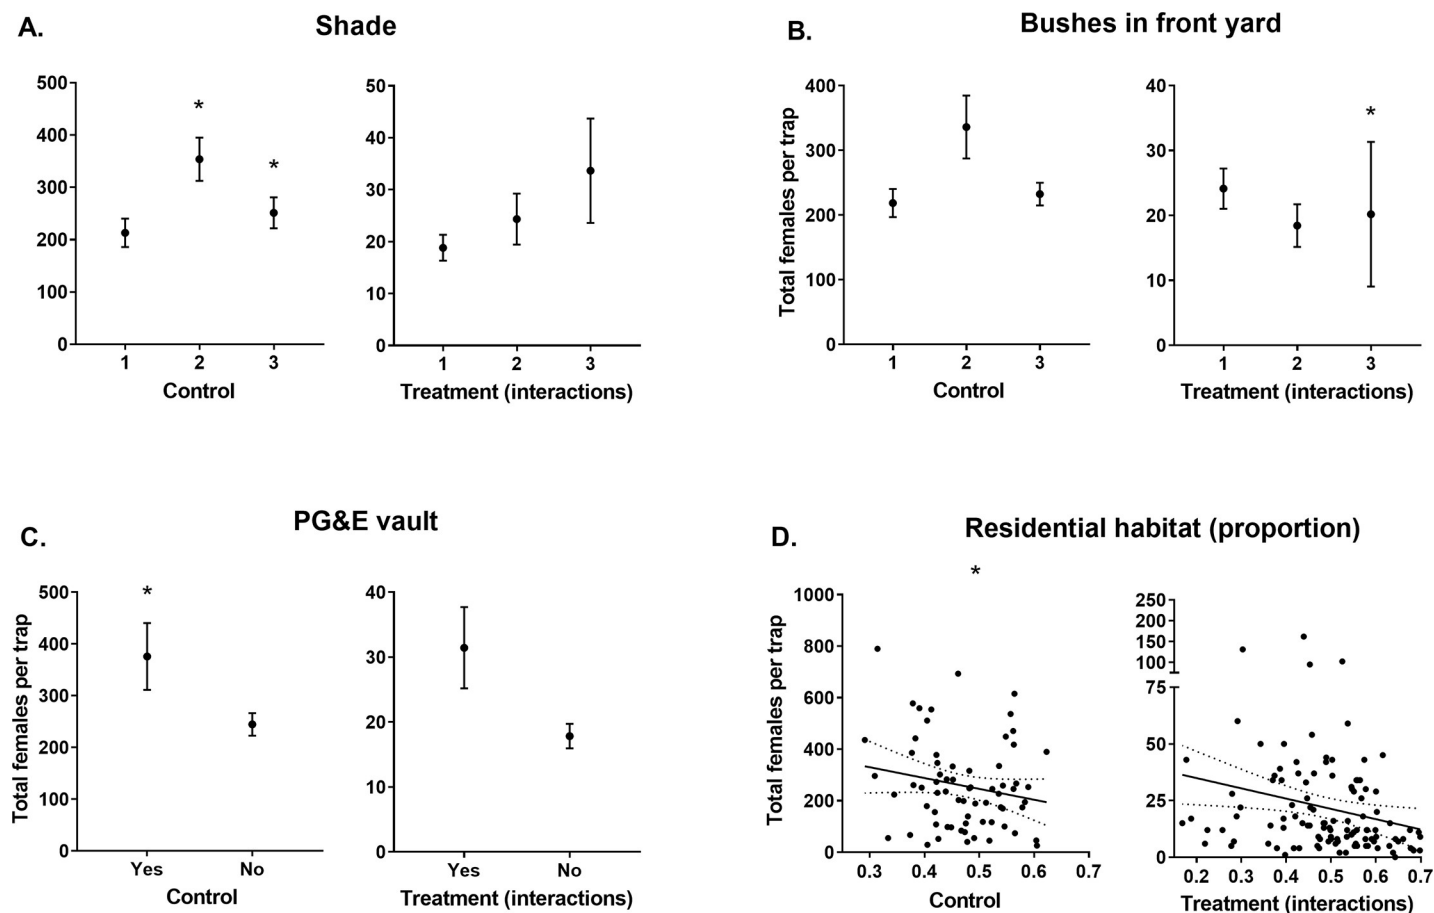 A.
Shade
500
400
300
200
100
0
*
*
1 2 3
Control
50
40
30
20
10
0
1 2 3
Treatment (interactions)
B.
Bushes in front yard
Total females per trap
400
300
200
100
0
1 2 3
Control
40
30
20
10
0
*
1 2 3
Treatment (interactions)
C.
PG&E vault
Total females per trap
500
400
300
200
100
0
*
Yes No
Control
40
30
20
10
0
Yes No
Treatment (interactions)
D.
Residential habitat (proportion)
Total females per trap
*
1000
800
600
400
200
0
0.3 0.4 0.5 0.6 0.7
Control
250
200
150
100
75
50
25
0
0.2 0.3 0.4 0.5 0.6 0.7
Treatment (interactions)